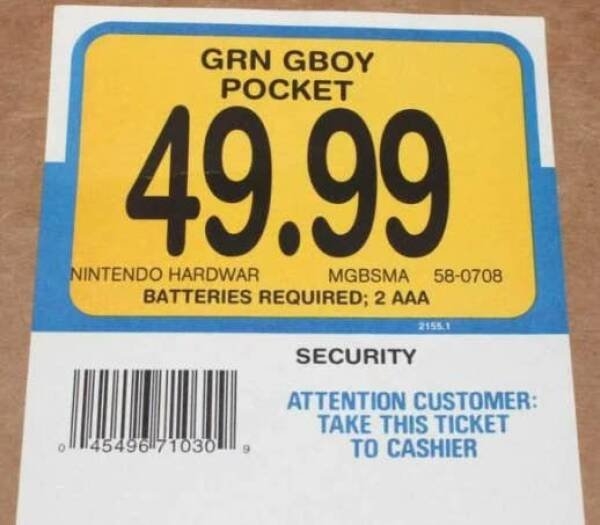 GRN GBOY
POCKET
49.99
NINTENDO HARDWAR MGBSMA 58-0708
BATTERIES REQUIRED; 2 AAA
2155.1
SECURITY
ATTENTION CUSTOMER:
TAKE THIS TICKET
TO CASHIER
0 45496 71030 9